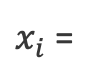 xᵢ =